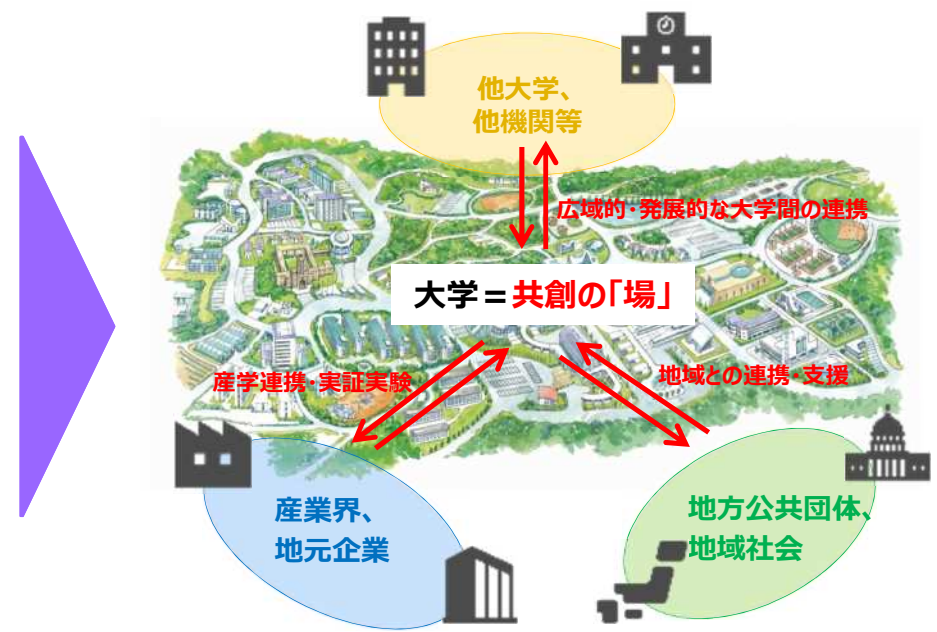 他大学、
他機関等
広域的・発展的な大学間の連携
大学＝共創の「場」
産学連携・実証実験
地域との連携・支援
産業界、
地元企業
地方公共団体、
地域社会